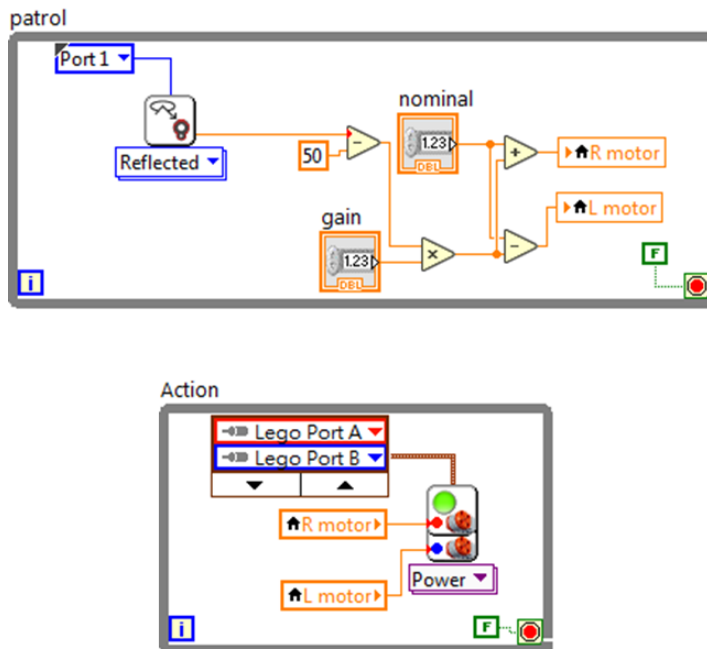 patrol
Port 1
Reflected
50
nominal
1.23
DBL
gain
1.23
DBL
×
+
−
−
R motor
L motor
F
i
Action
Lego Port A
Lego Port B
R motor
L motor
Power
F
i